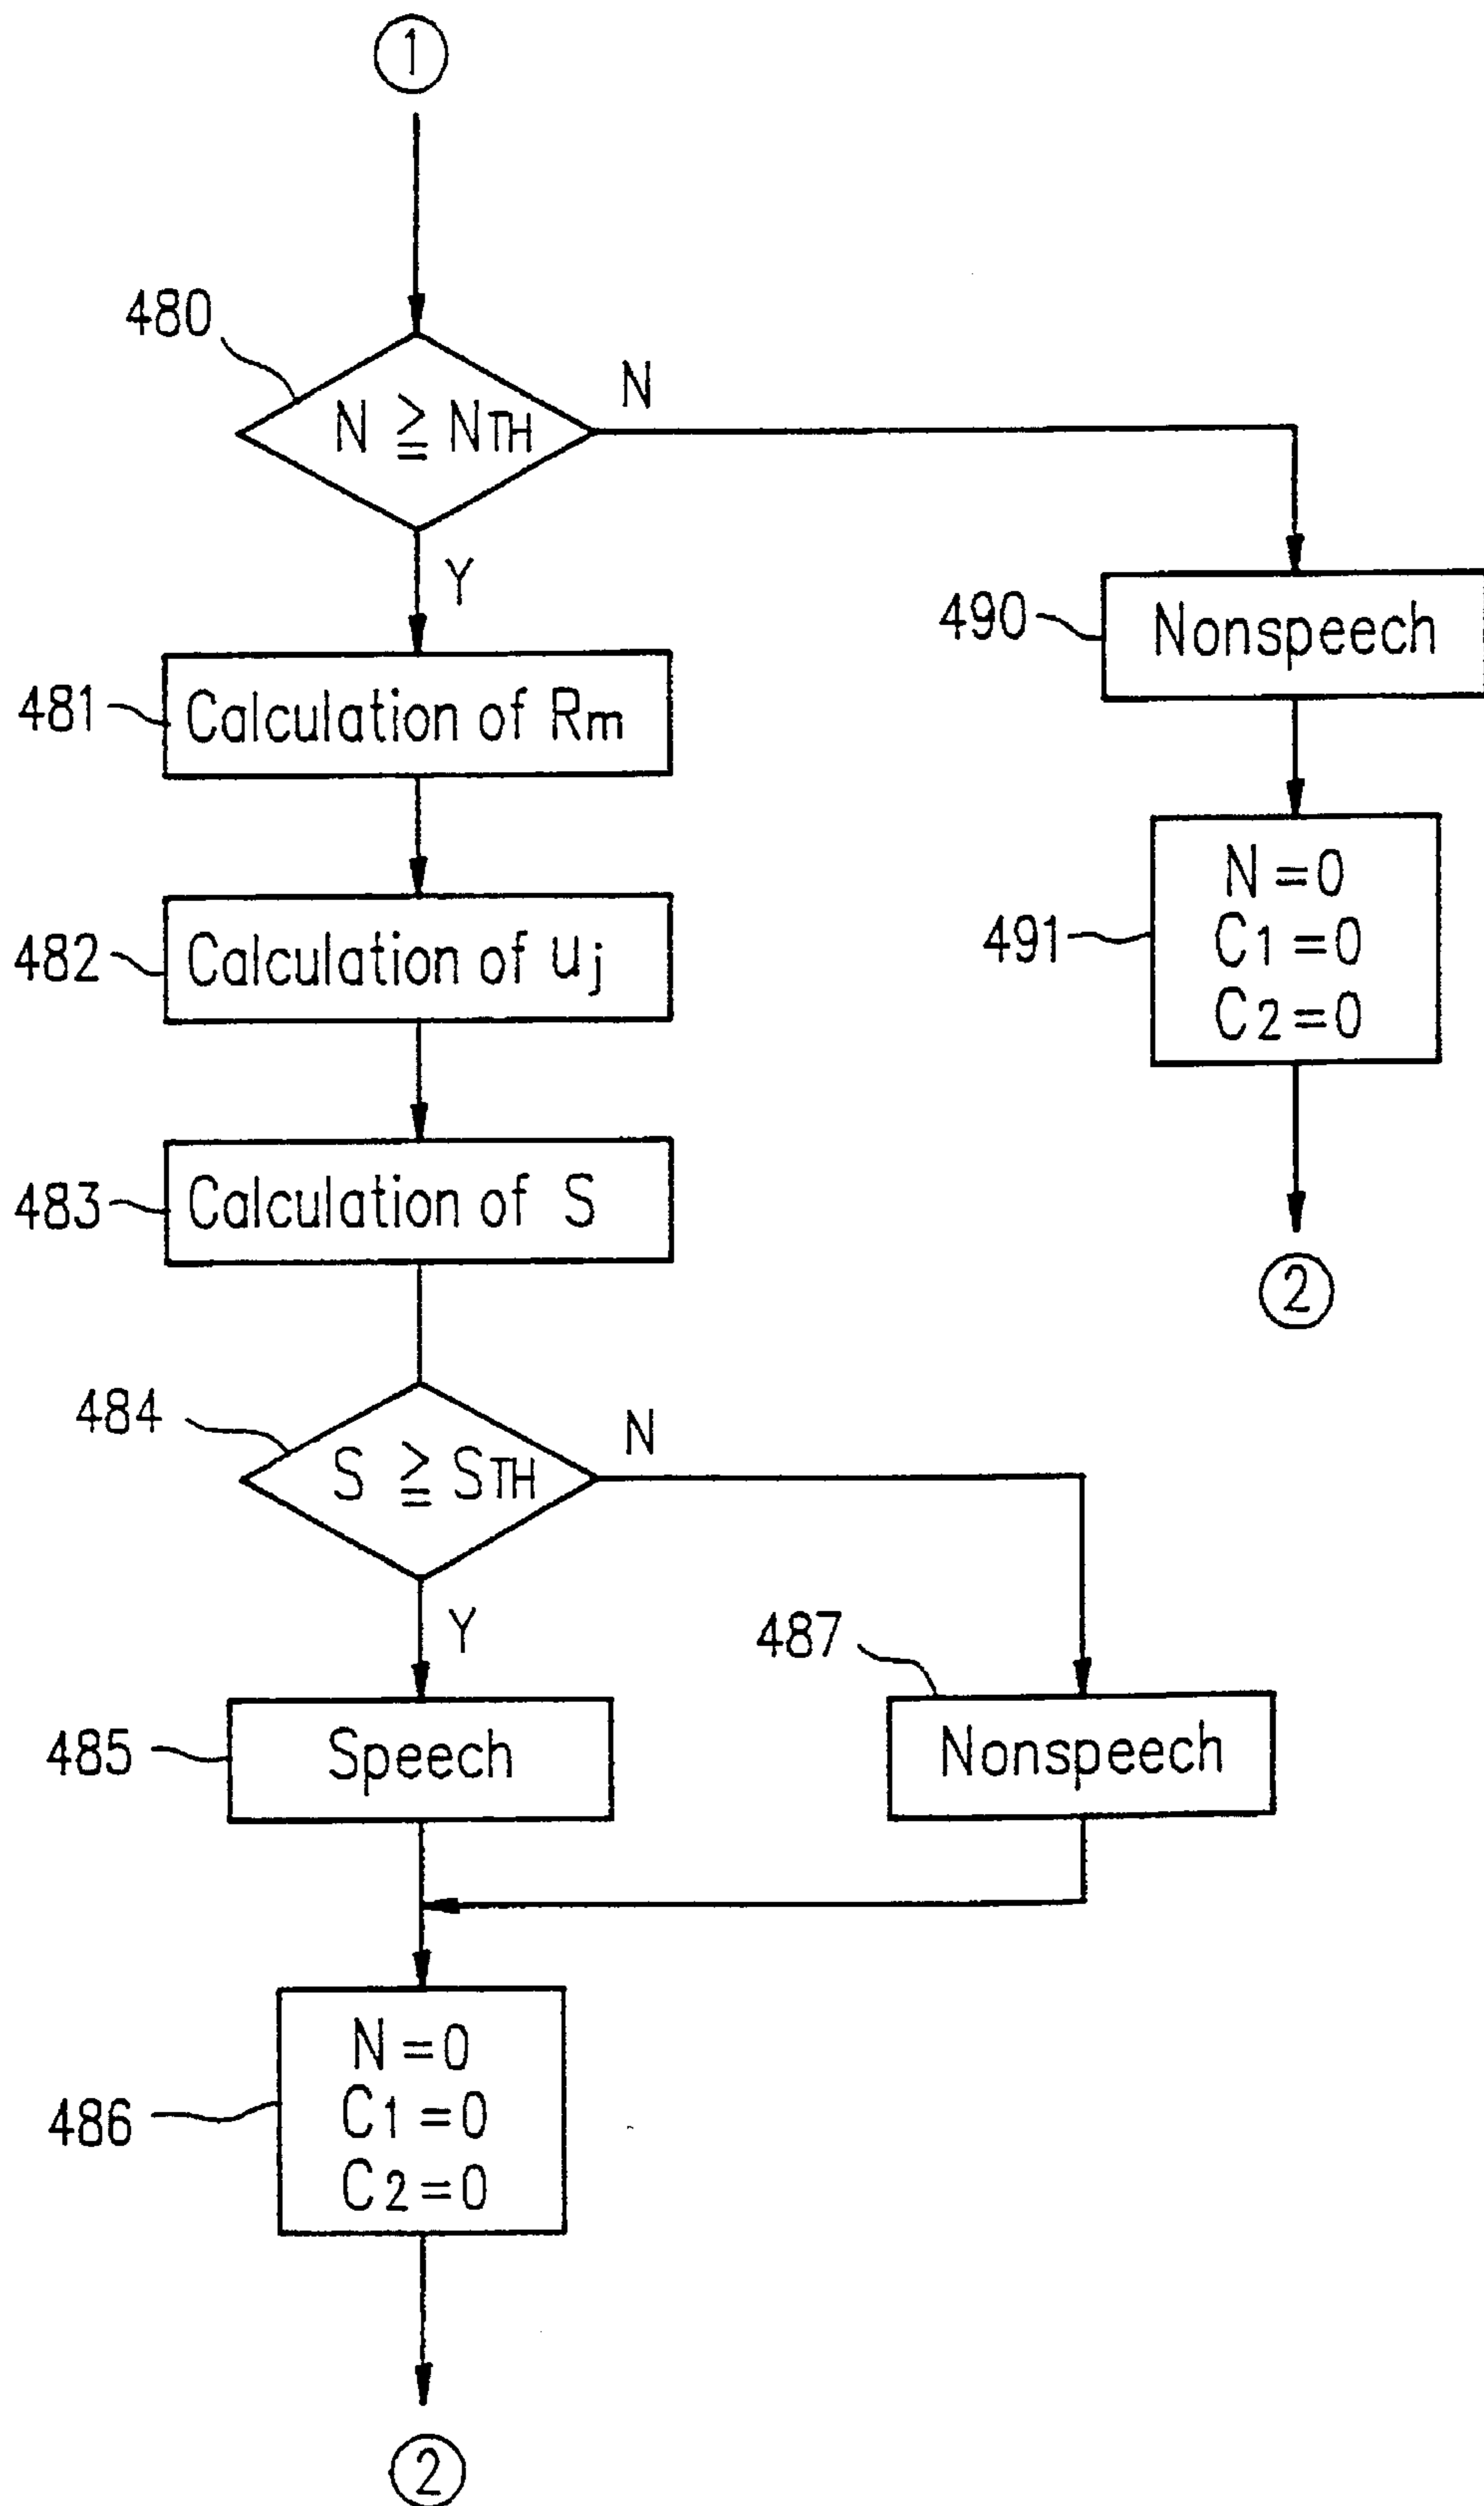 1
480
N ≧ NTH
N
Y
490
Nonspeech
481
Calculation of Rm
491
N=0
C1=0
C2=0
482
Calculation of uj
483
Calculation of S
2
484
S ≧ STH
N
Y
487
485
Speech
Nonspeech
486
N=0
C1=0
C2=0
2